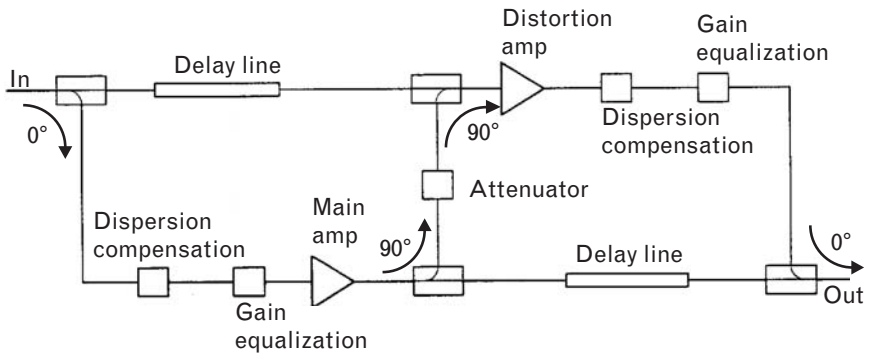 Distortion
amp
Gain
equalization
In
Delay line
0°
90°
Dispersion
compensation
Attenuator
Dispersion
compensation
Main
amp
90°
Delay line
0°
Out
Gain
equalization